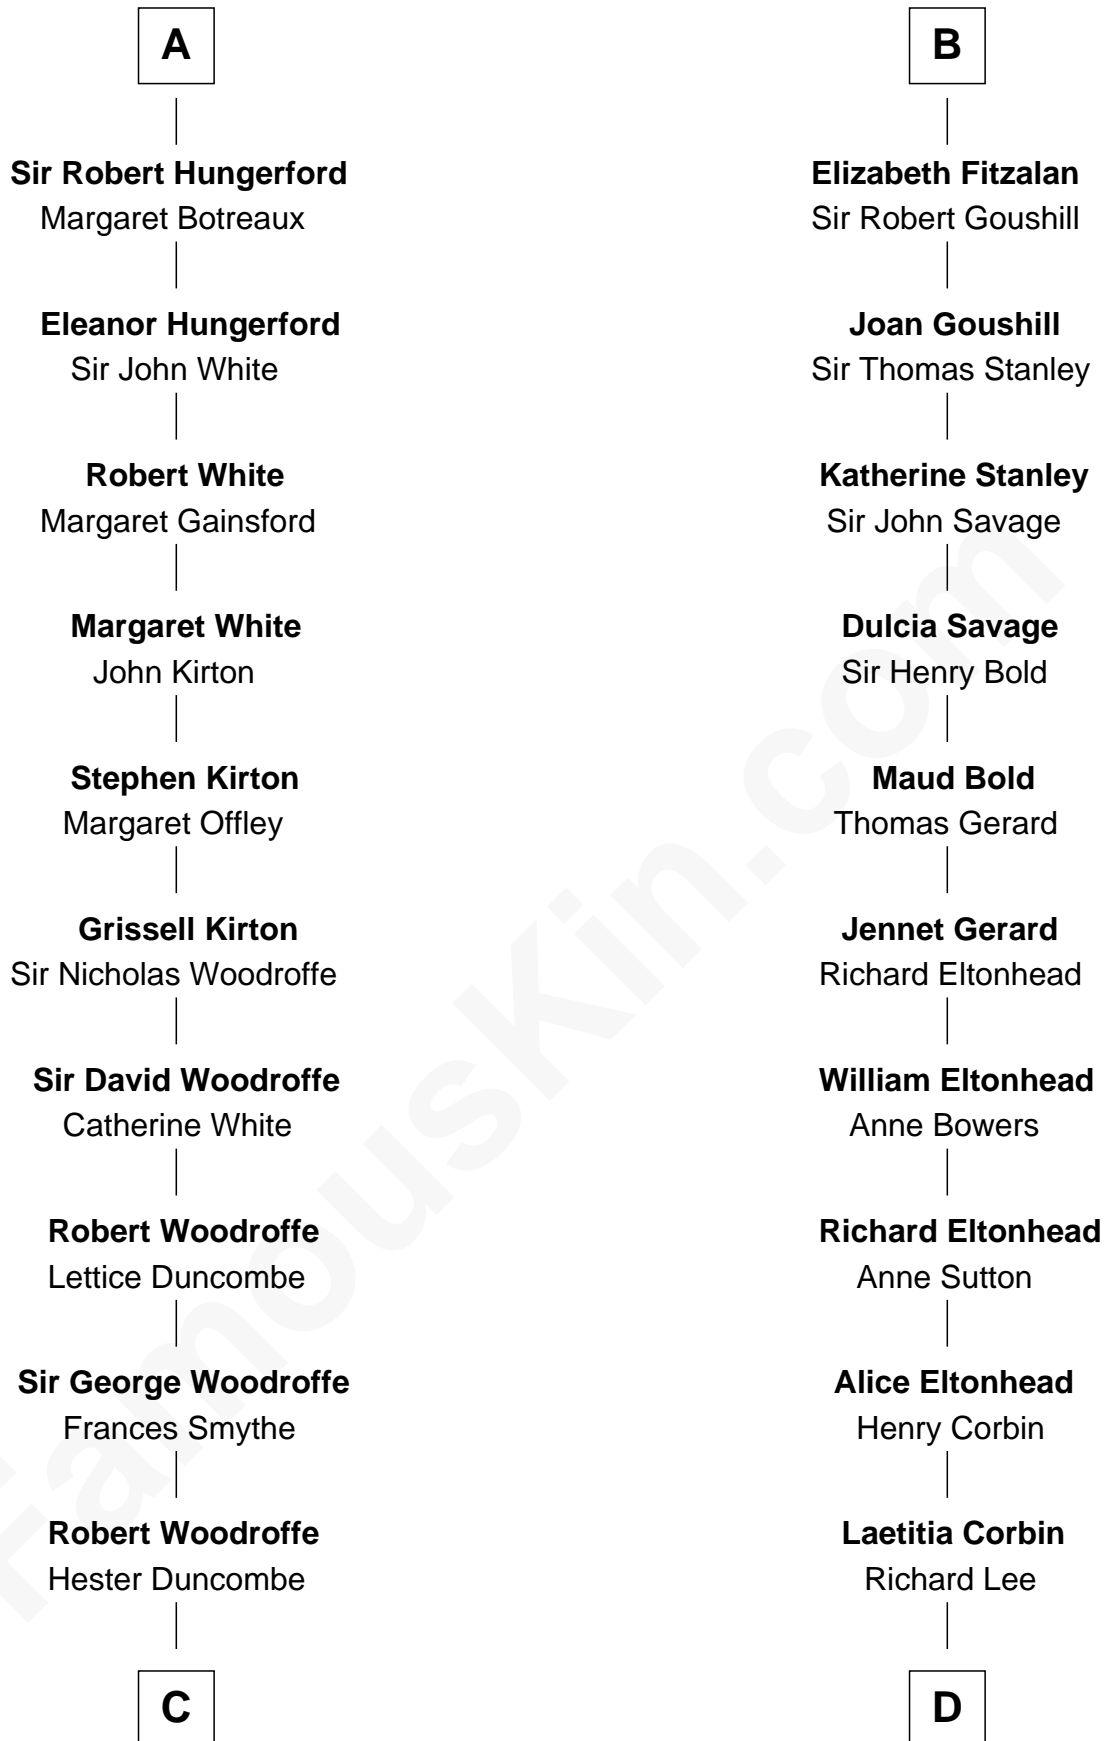 A
Sir Robert Hungerford
Margaret Botreaux
Eleanor Hungerford
Sir John White
Robert White
Margaret Gainsford
Margaret White
John Kirton
Stephen Kirton
Margaret Offley
Grissell Kirton
Sir Nicholas Woodroffe
Sir David Woodroffe
Catherine White
Robert Woodroffe
Lettice Duncombe
Sir George Woodroffe
Frances Smythe
Robert Woodroffe
Hester Duncombe
C
B
Elizabeth Fitzalan
Sir Robert Goushill
Joan Goushill
Sir Thomas Stanley
Katherine Stanley
Sir John Savage
Dulcia Savage
Sir Henry Bold
Maud Bold
Thomas Gerard
Jennet Gerard
Richard Eltonhead
William Eltonhead
Anne Bowers
Richard Eltonhead
Anne Sutton
Alice Eltonhead
Henry Corbin
Laetitia Corbin
Richard Lee
D
FamousKin.com